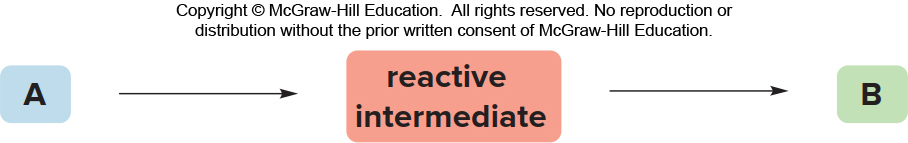 Copyright © McGraw-Hill Education.  All rights reserved. No reproduction or
distribution without the prior written consent of McGraw-Hill Education.
A
reactive
intermediate
B